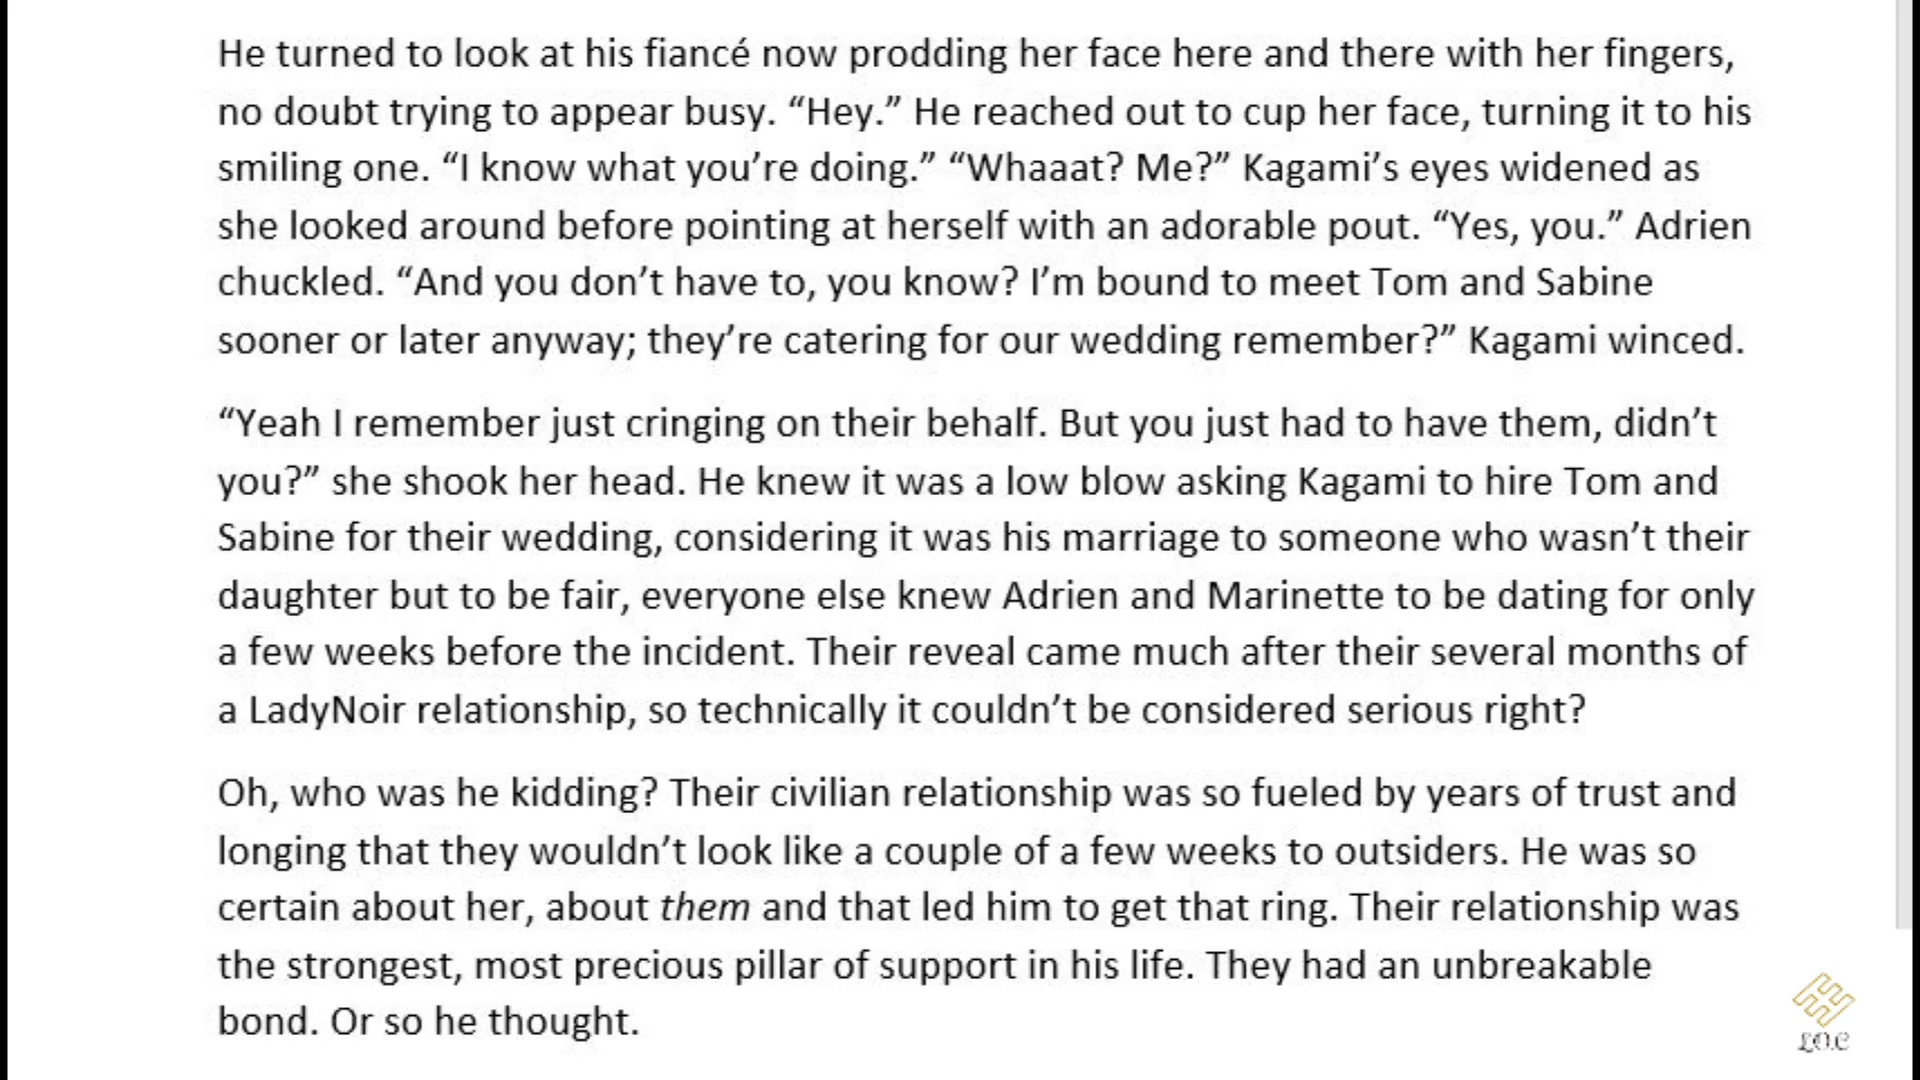 He turned to look at his fiancé now prodding her face here and there with her fingers,
no doubt trying to appear busy. “Hey.” He reached out to cup her face, turning it to his
smiling one. “I know what you’re doing.” “Whaaat? Me?” Kagami’s eyes widened as
she looked around before pointing at herself with an adorable pout. “Yes, you.” Adrien
chuckled. “And you don’t have to, you know? I’m bound to meet Tom and Sabine
sooner or later anyway; they’re catering for our wedding remember?” Kagami winced.
“Yeah I remember just cringing on their behalf. But you just had to have them, didn’t
you?” she shook her head. He knew it was a low blow asking Kagami to hire Tom and
Sabine for their wedding, considering it was his marriage to someone who wasn’t their
daughter but to be fair, everyone else knew Adrien and Marinette to be dating for only
a few weeks before the incident. Their reveal came much after their several months of
a LadyNoir relationship, so technically it couldn’t be considered serious right?
Oh, who was he kidding? Their civilian relationship was so fueled by years of trust and
longing that they wouldn’t look like a couple of a few weeks to outsiders. He was so
certain about her, about them and that led him to get that ring. Their relationship was
the strongest, most precious pillar of support in his life. They had an unbreakable
bond. Or so he thought.
£O.C